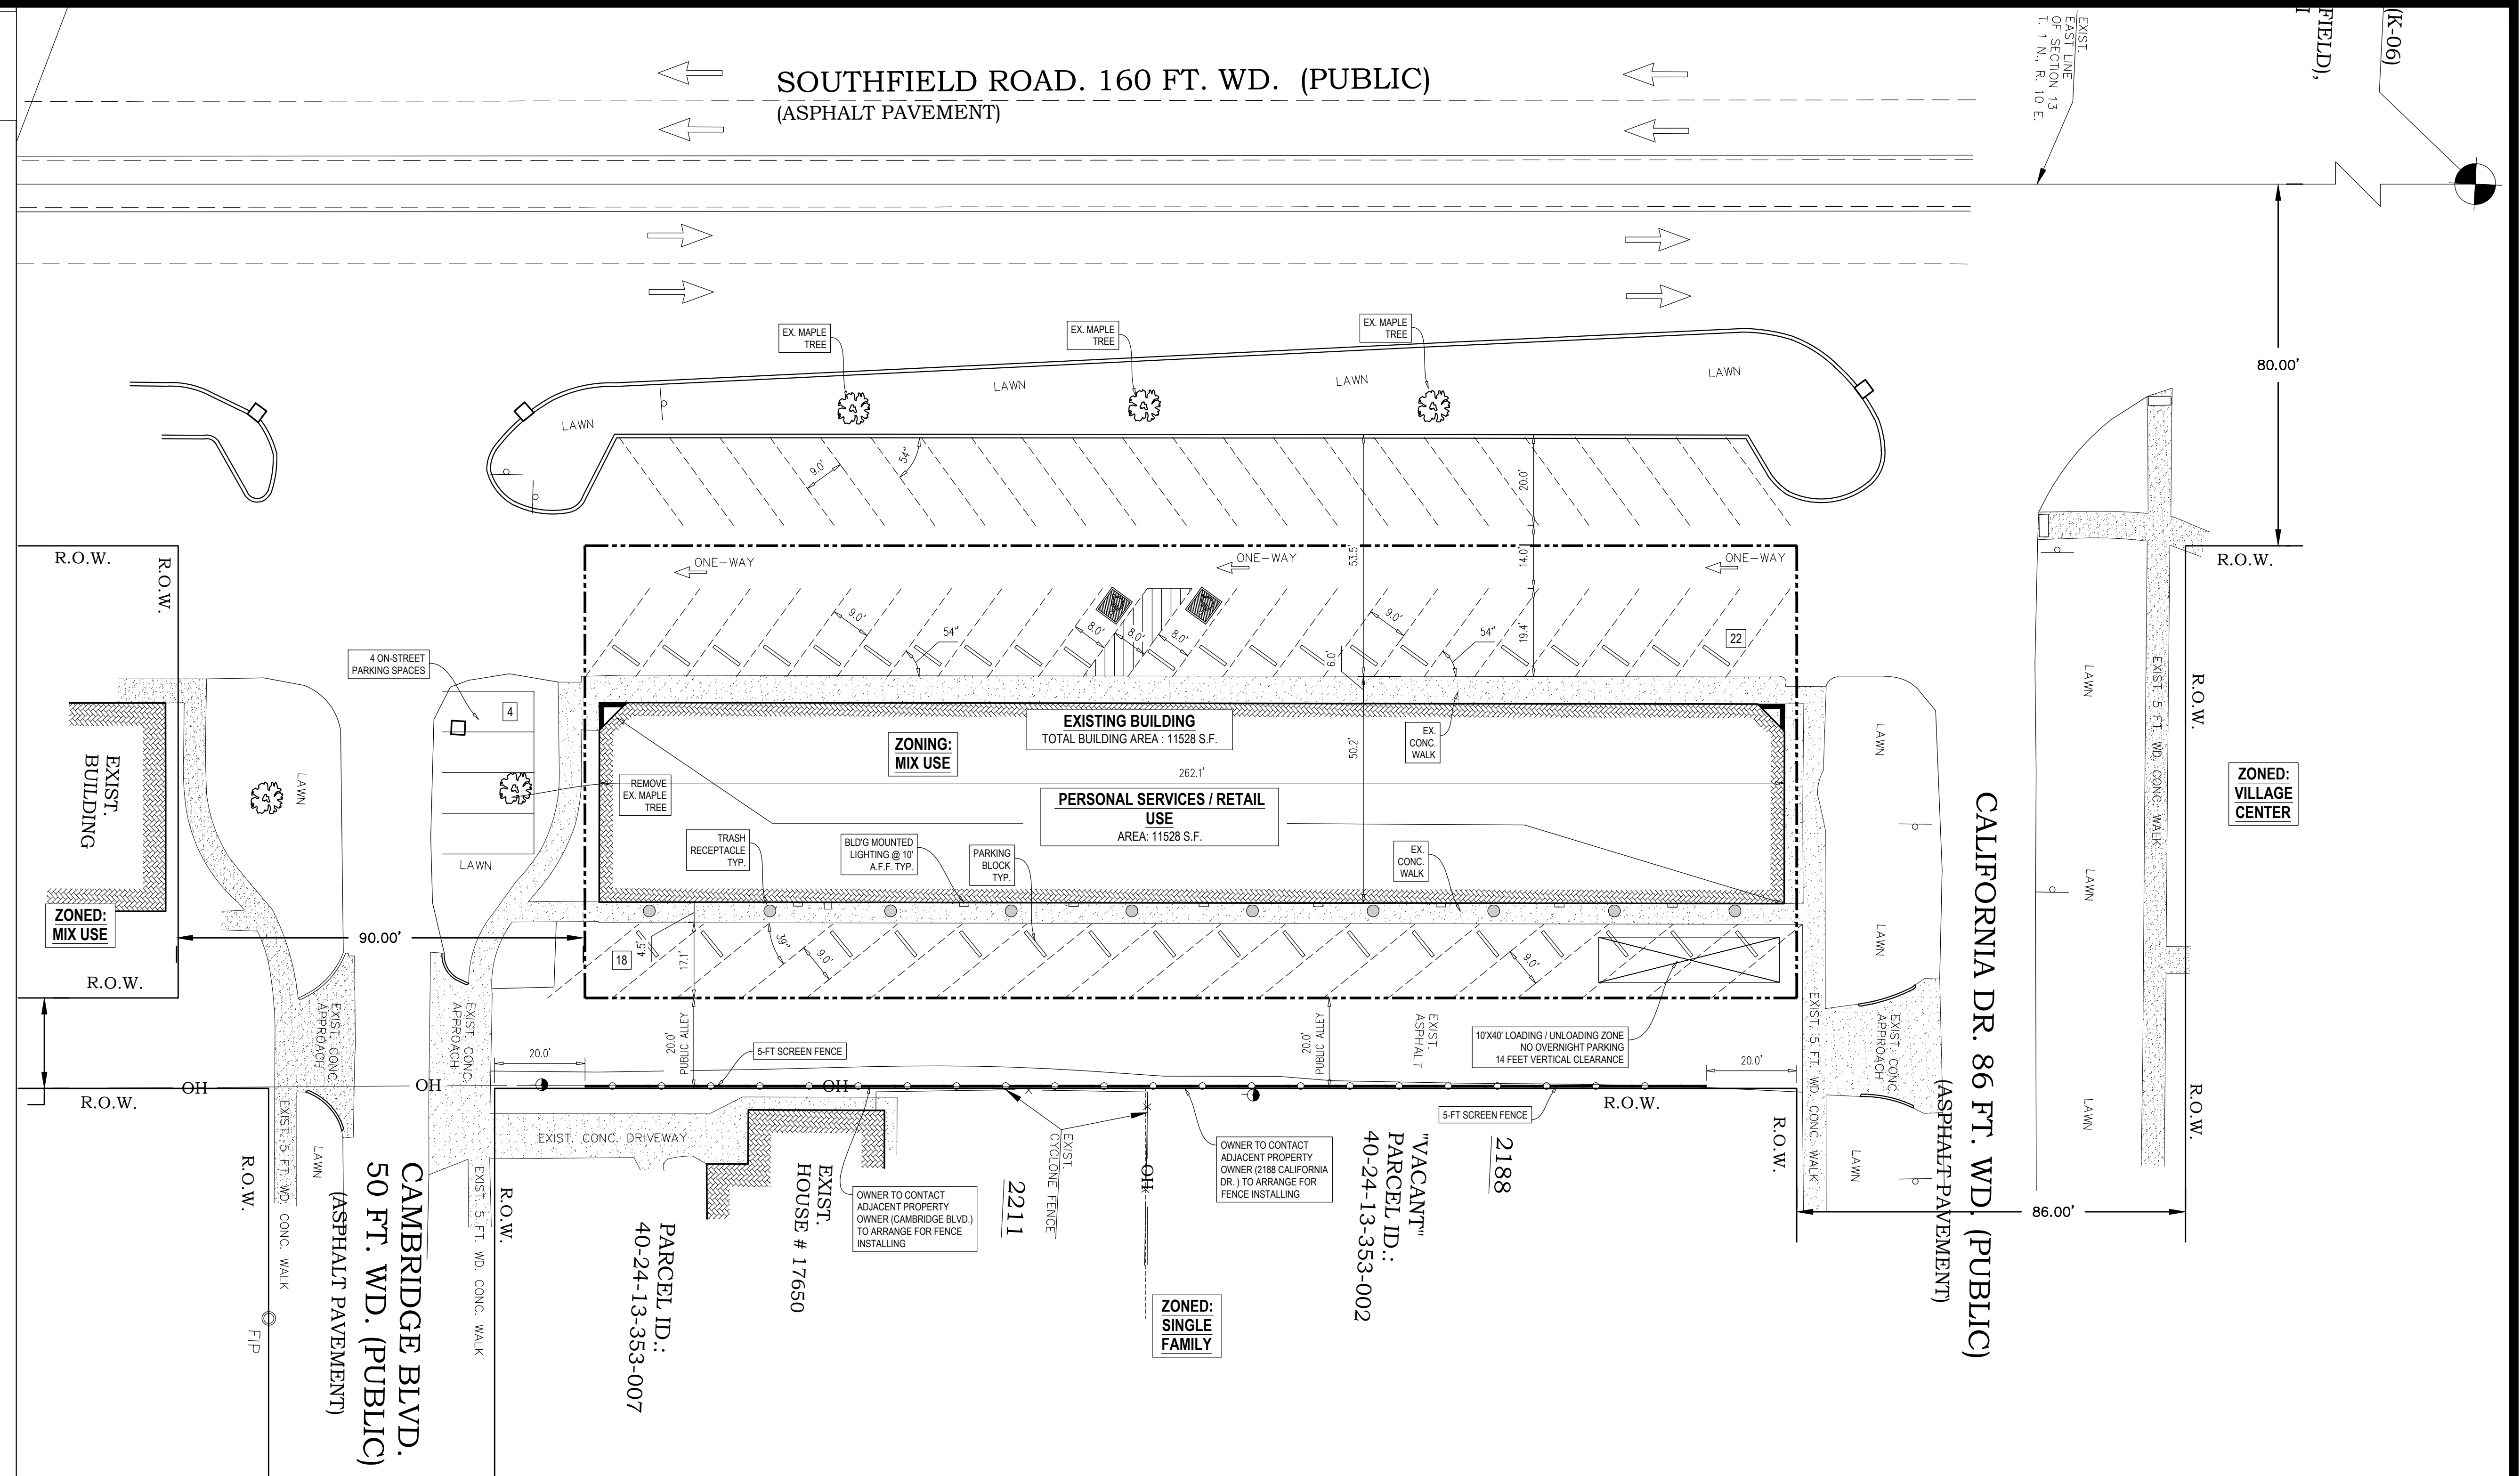 (K-06)
FIELD),
EXIST.
EAST LINE
OF SECTION 13
T. 1 N., R. 10 E.
SOUTHFIELD ROAD. 160 FT. WD. (PUBLIC)
(ASPHALT PAVEMENT)
80.00'
EX. MAPLE
TREE
EX. MAPLE
TREE
EX. MAPLE
TREE
LAWN
LAWN
LAWN
LAWN
9.0'
54°
20.0'
53.5
14.0'
19.4'
6.0'
R.O.W.
R.O.W.
R.O.W.
ONE-WAY
ONE-WAY
ONE-WAY
9.0'
54°
8.0'
8.0'
8.0'
9.0'
54°
22
4 ON-STREET
PARKING SPACES
4
EXISTING BUILDING
TOTAL BUILDING AREA : 11528 S.F.
ZONING:
MIX USE
EX.
CONC.
WALK
50.2'
262.1'
REMOVE
EX. MAPLE
TREE
PERSONAL SERVICES / RETAIL
USE
AREA: 11528 S.F.
TRASH
RECEPTACLE
TYP.
BLD'G MOUNTED
LIGHTING @ 10'
A.F.F. TYP.
PARKING
BLOCK
TYP.
EX.
CONC.
WALK
EXIST.
BUILDING
LAWN
LAWN
ZONED:
MIX USE
90.00'
R.O.W.
18
4.5'
17.1'
39°
9.0'
9.0'
LAWN
LAWN
LAWN
LAWN
LAWN
EXIST. 5 FT. WD. CONC. WALK
R.O.W.
ZONED:
VILLAGE
CENTER
CALIFORNIA DR. 86 FT. WD. (PUBLIC)
(ASPHALT PAVEMENT)
EXIST. CONC.
APPROACH
EXIST. CONC.
APPROACH
PUBLIC ALLEY
20.0'
PUBLIC ALLEY
20.0'
EXIST.
ASPHALT
10'X40' LOADING / UNLOADING ZONE
NO OVERNIGHT PARKING
14 FEET VERTICAL CLEARANCE
EXIST. 5 FT. WD. CONC. WALK
EXIST. CONC.
APPROACH
20.0'
5-FT SCREEN FENCE
20.0'
OH
OH
OH
R.O.W.
5-FT SCREEN FENCE
R.O.W.
R.O.W.
R.O.W.
LAWN
LAWN
86.00'
EXIST. CONC. DRIVEWAY
EXIST. 5 FT. WD. CONC. WALK
LAWN
R.O.W.
FIP
CAMBRIDGE BLVD.
50 FT. WD. (PUBLIC)
(ASPHALT PAVEMENT)
EXIST. 5 FT. WD. CONC. WALK
R.O.W.
PARCEL ID.:
40-24-13-353-007
EXIST.
HOUSE # 17650
OWNER TO CONTACT
ADJACENT PROPERTY
OWNER (CAMBRIDGE BLVD.)
TO ARRANGE FOR FENCE
INSTALLING
2211
EXIST.
CYCLONE FENCE
OH
OWNER TO CONTACT
ADJACENT PROPERTY
OWNER (2188 CALIFORNIA
DR. ) TO ARRANGE FOR
FENCE INSTALLING
"VACANT"
PARCEL ID.:
40-24-13-353-002
2188
ZONED:
SINGLE
FAMILY